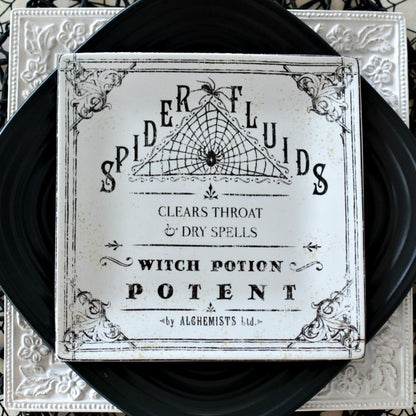 SPIDER FLUIDS
CLEARS THROAT
& DRY SPELLS
WITCH POTION
POTENT
by ALCHEMISTS Ltd.